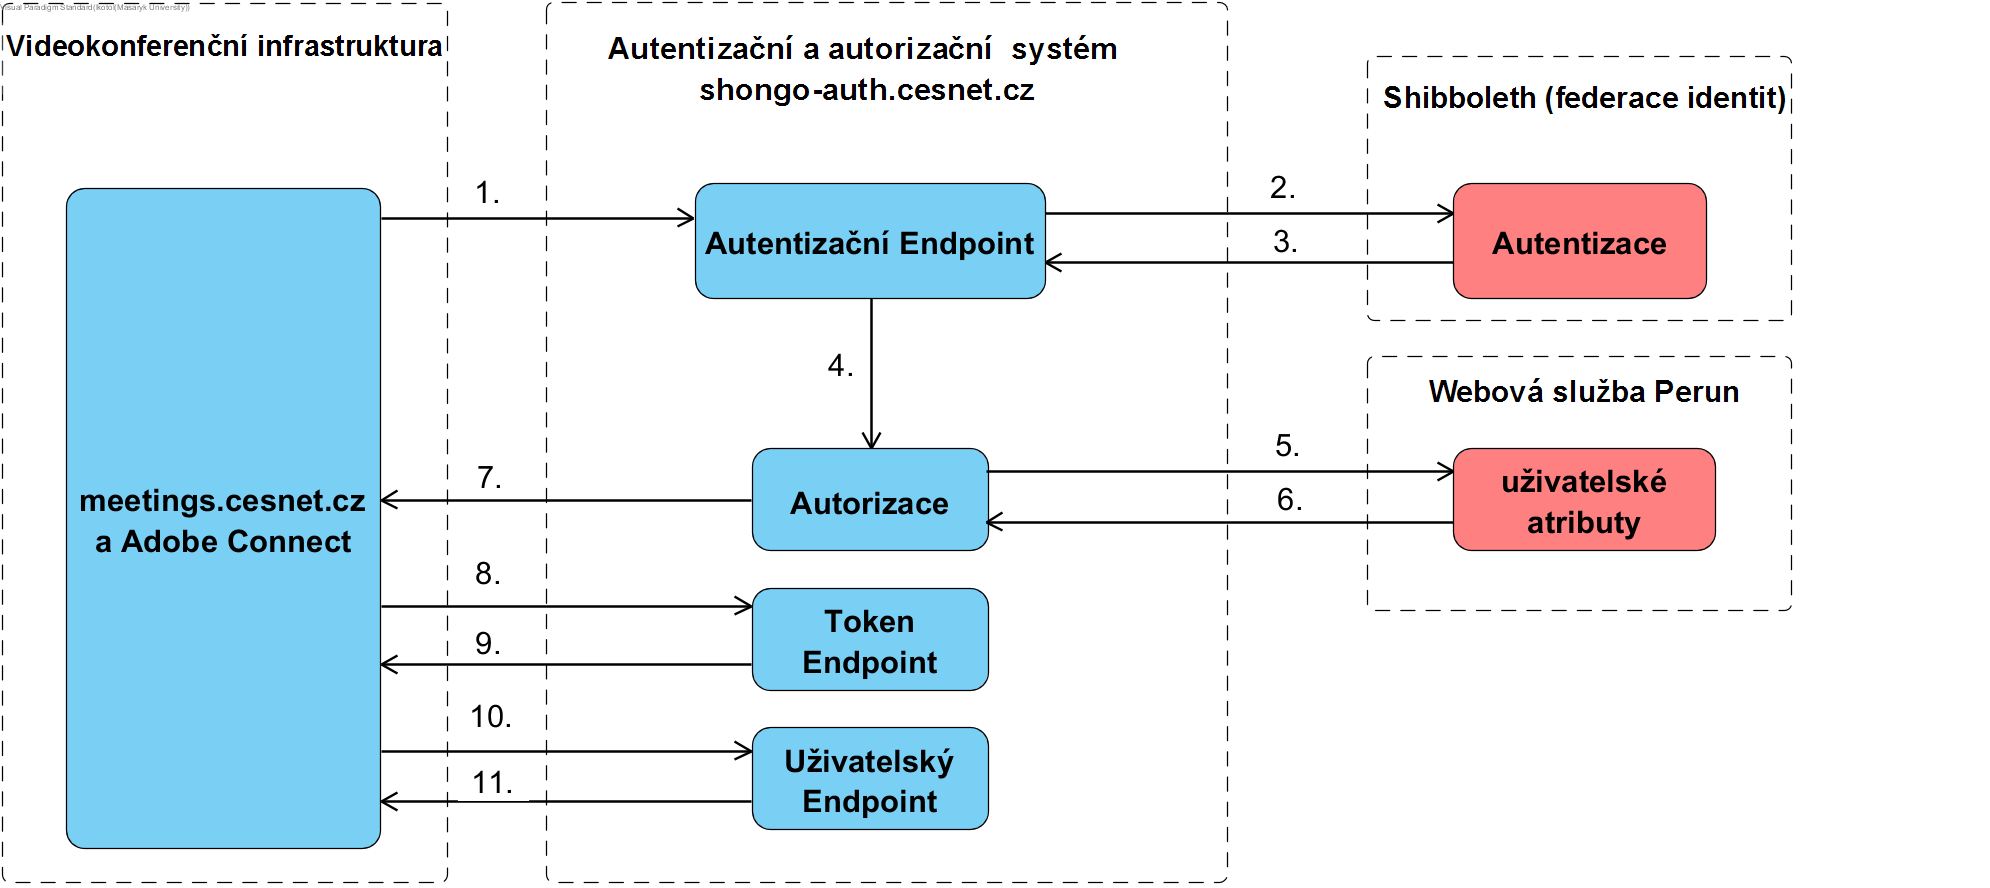 Visual Paradigm Standard(lkotol(Masaryk University))
Videokonferenční infrastruktura
Autentizační a autorizační systém
shongo-auth.cesnet.cz
Shibboleth (federace identit)
1.
2.
3.
Autentizační Endpoint
Autentizace
4.
Webová služba Perun
5.
6.
7.
Autorizace
uživatelské
atributy
meetings.cesnet.cz
a Adobe Connect
8.
9.
Token
Endpoint
10.
11.
Uživatelský
Endpoint